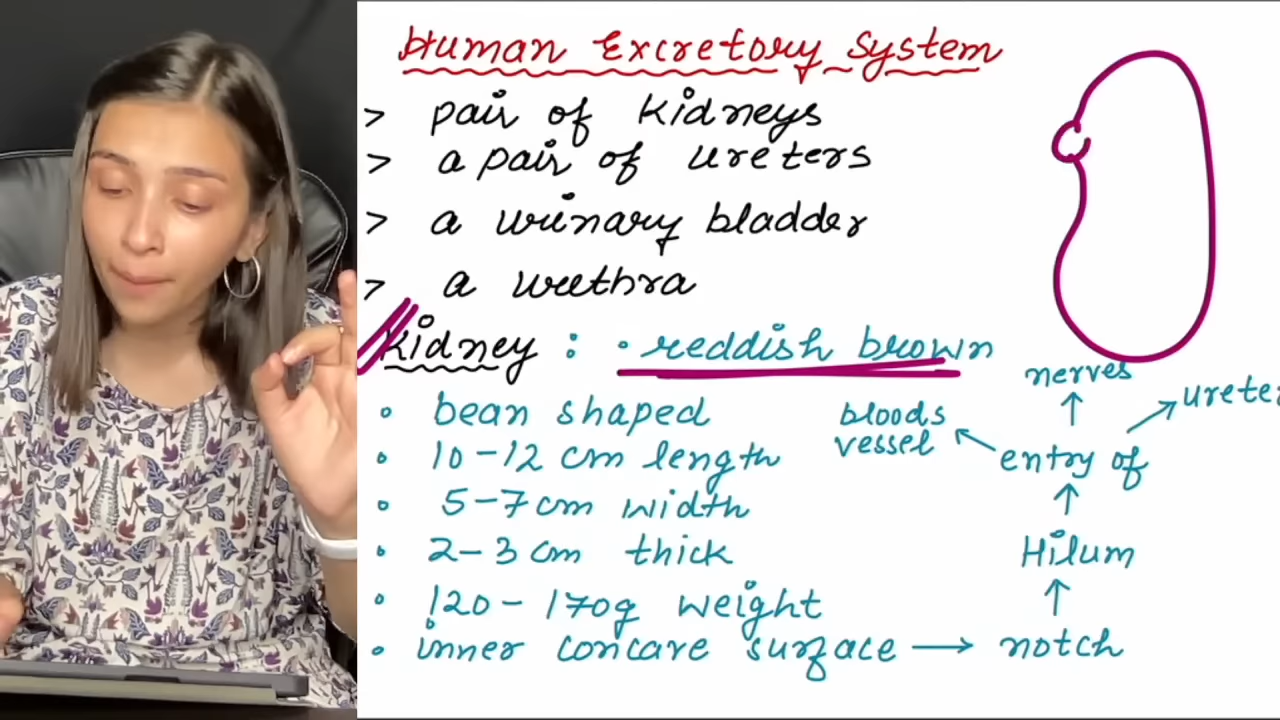 Human Excretory System
> pair of kidneys
> a pair of ureters
> a urinary bladder
> a urethra
Kidney : • reddish brown
• bean shaped
• 10-12 cm length
• 5-7cm width
• 2-3 cm thick
• 120-170g weight
• inner concave surface → notch
↑
Hilum
↑
entry of
bloods
vessel
nerves
ureter